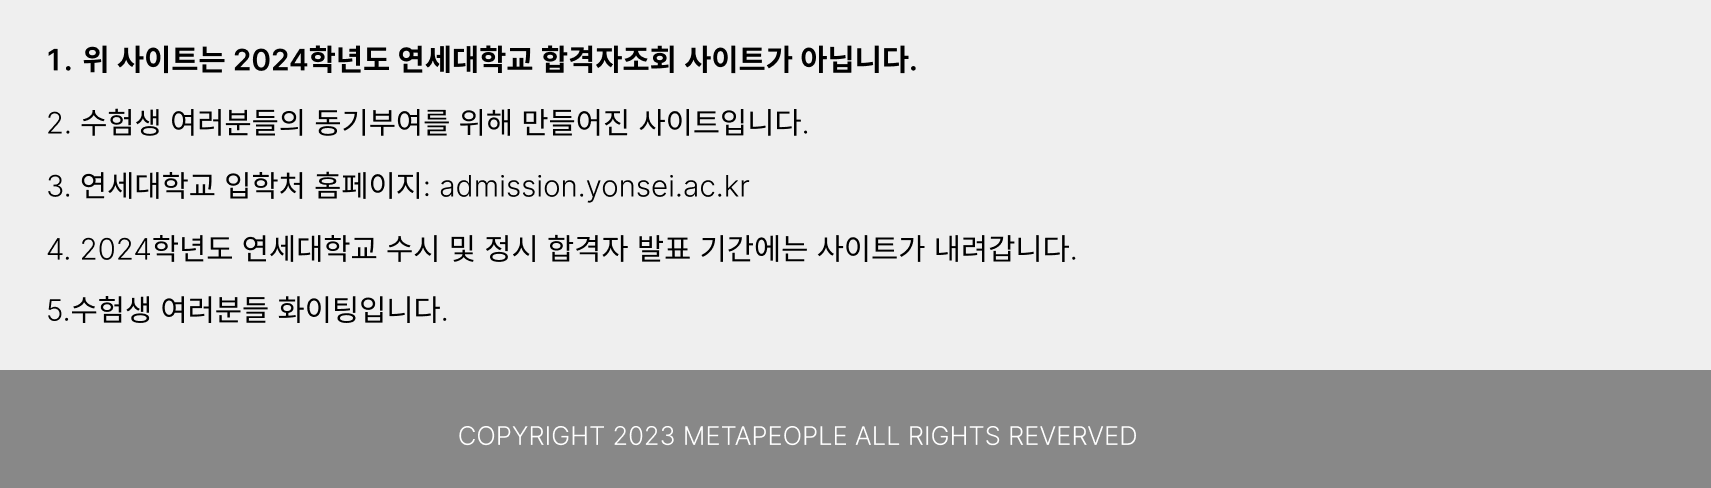 1. 위 사이트는 2024학년도 연세대학교 합격자조회 사이트가 아닙니다.
2. 수험생 여러분들의 동기부여를 위해 만들어진 사이트입니다.
3. 연세대학교 입학처 홈페이지: admission.yonsei.ac.kr
4. 2024학년도 연세대학교 수시 및 정시 합격자 발표 기간에는 사이트가 내려갑니다.
5.수험생 여러분들 화이팅입니다.
COPYRIGHT 2023 METAPEOPLE ALL RIGHTS REVERVED